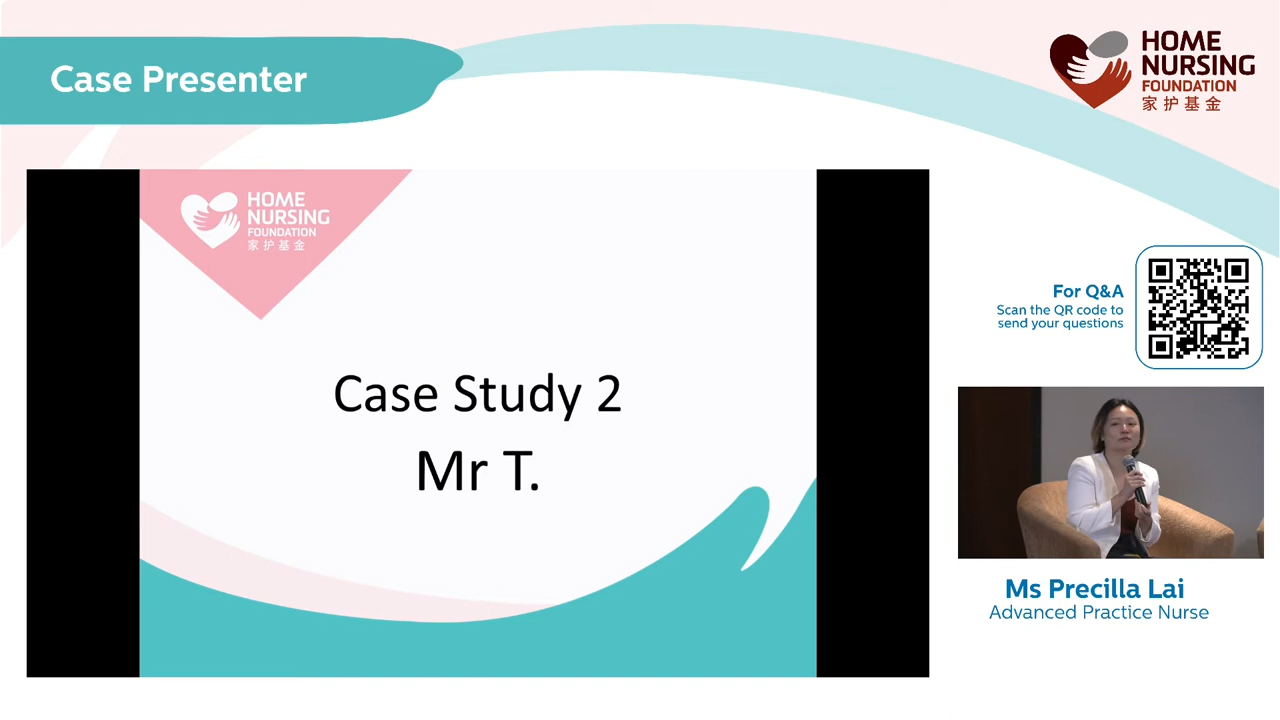 Case Presenter
HOME
NURSING
FOUNDATION
家护基金
HOME
NURSING
FOUNDATION
家护基金
Case Study 2
Mr T.
For Q&A
Scan the QR code to
send your questions
Ms Precilla Lai
Advanced Practice Nurse